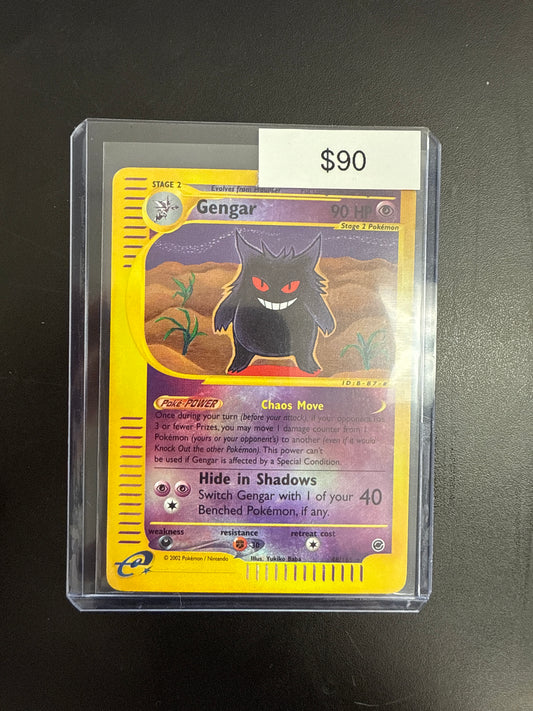 $90
STAGE 2
Evolves from Haunter
Gengar
90 HP
Stage 2 Pokémon
Poké-POWER
Chaos Move
Once during your turn (before your attack), if your opponent has
3 or fewer Prizes, you may move 1 damage counter from 1
Pokémon (yours or your opponent's) to another (even if it would
Knock Out the other Pokémon). This power can't
be used if Gengar is affected by a Special Condition.
Hide in Shadows
Switch Gengar with 1 of your
Benched Pokémon, if any.
40
weakness
resistance
retreat cost
-30
© 2002 Pokémon / Nintendo
Illus. Yukiko Baba
e